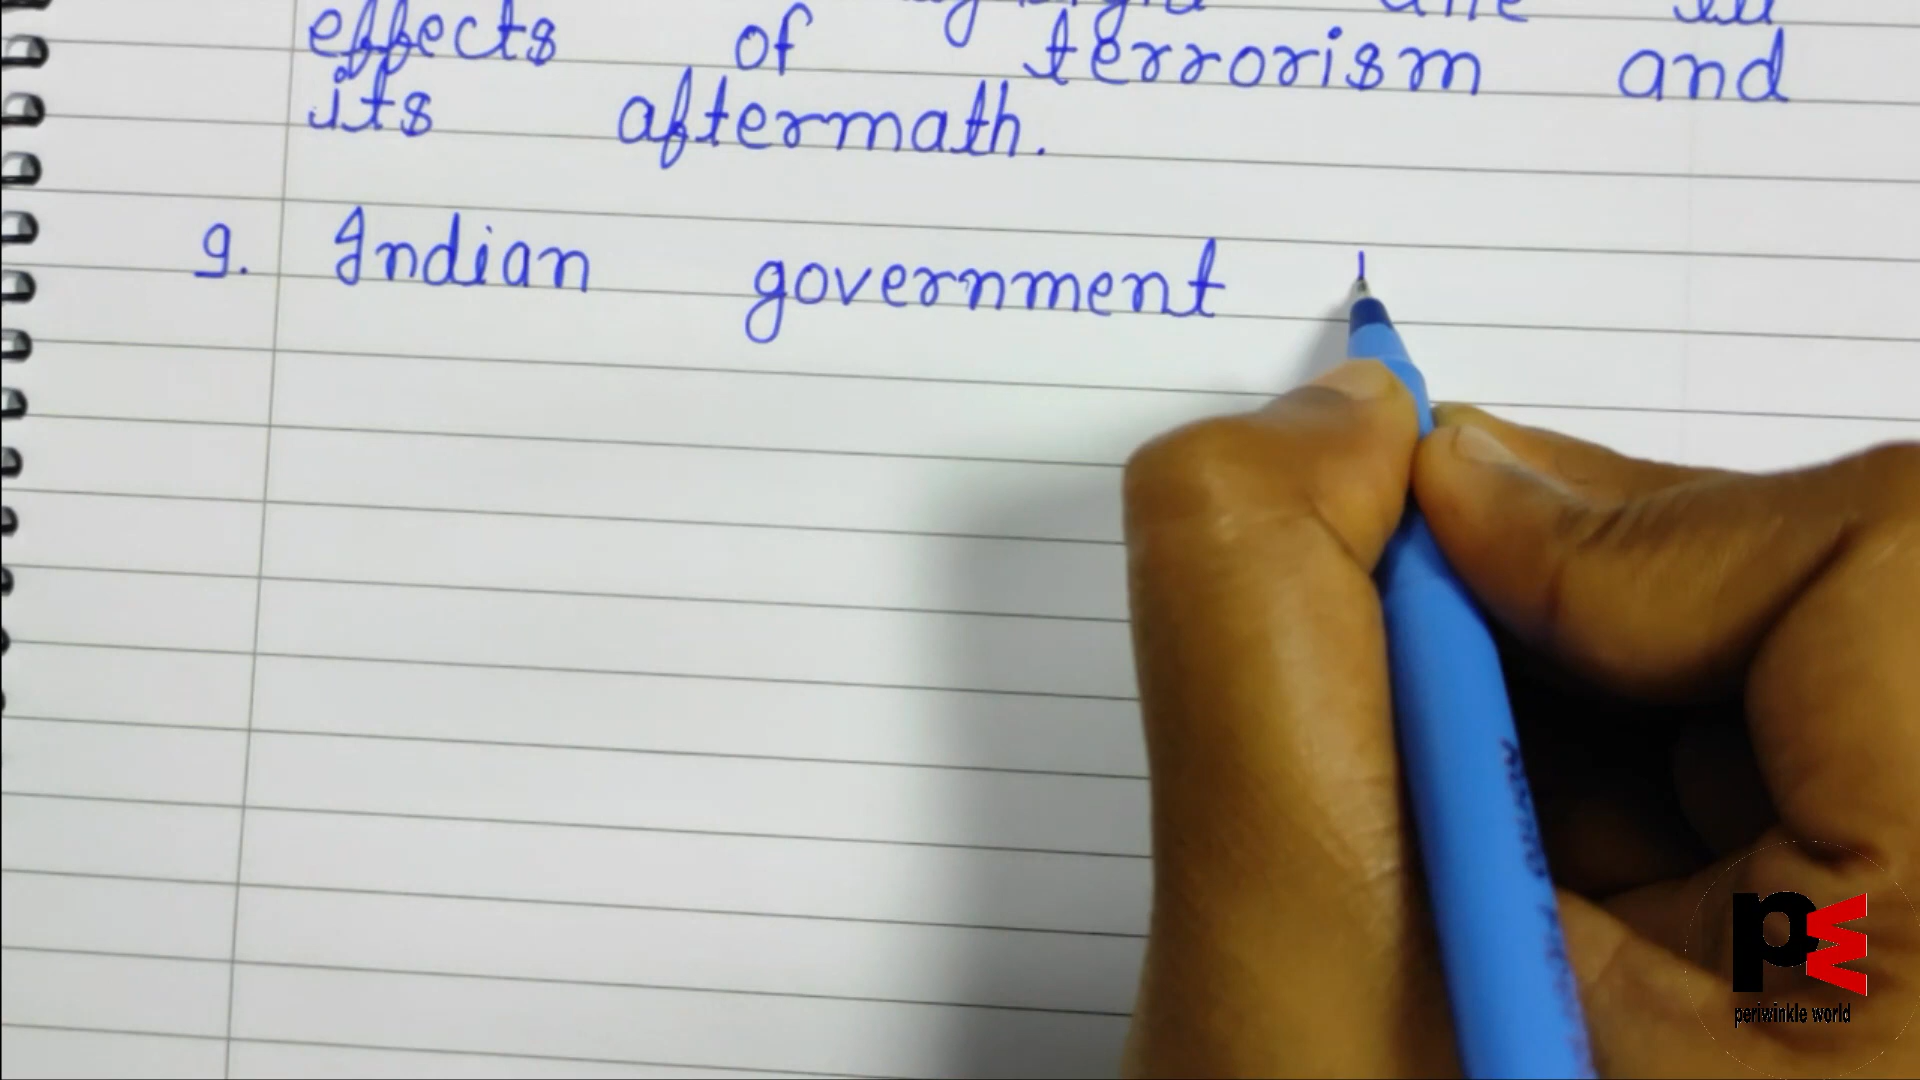 effects of terrorism and
its aftermath.
9. Indian government
periwinkle world